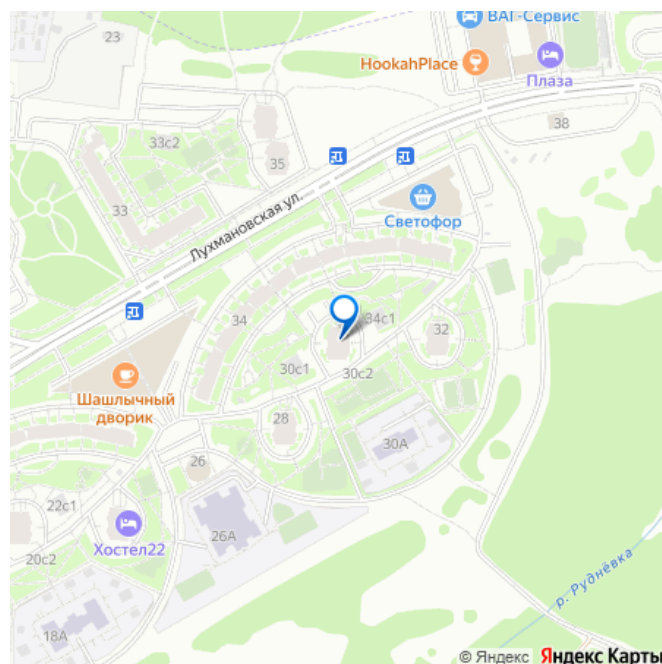 23
ВАГ-Сервис
HookahPlace
Плаза
38
33с2
35
33
Лухмановская ул.
Светофор
34
34с1
32
30с1
30с2
Шашлычный
дворик
28
30А
26
22с1
26А
Хостел22
20с2
18А
р. Руднёвка
© Яндекс Яндекс Карты